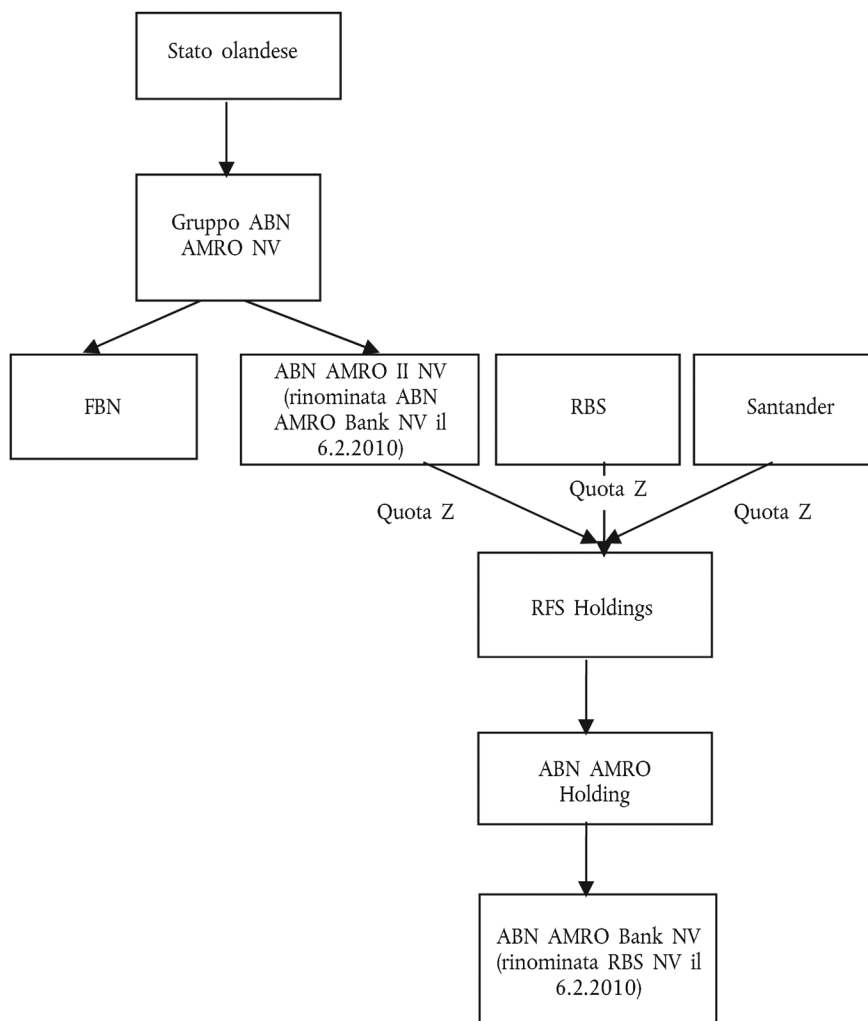 Stato olandese
Gruppo ABN
AMRO NV
FBN
ABN AMRO II NV
(rinominata ABN
AMRO Bank NV il
6.2.2010)
RBS
Santander
Quota Z
Quota Z
Quota Z
RFS Holdings
ABN AMRO
Holding
ABN AMRO Bank NV
(rinominata RBS NV il
6.2.2010)